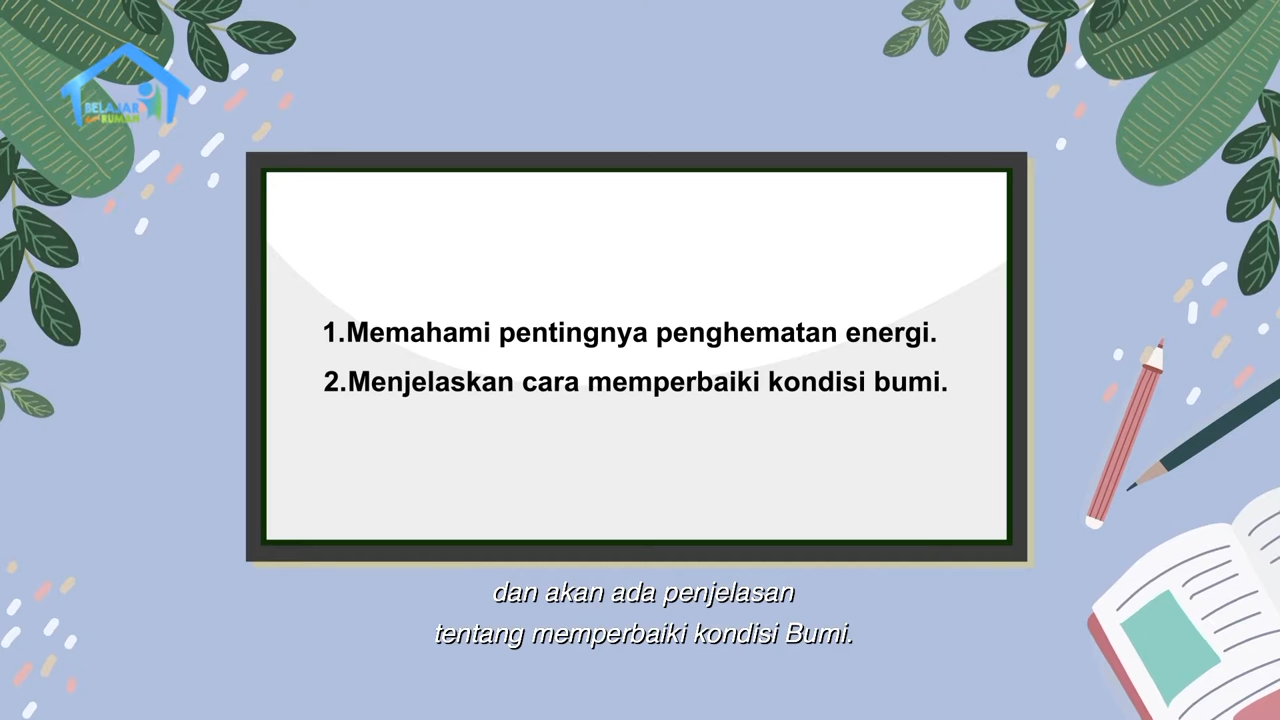 BELAJAR
dari RUMAH
1.Memahami pentingnya penghematan energi.
2.Menjelaskan cara memperbaiki kondisi bumi.
dan akan ada penjelasan
tentang memperbaiki kondisi Bumi.